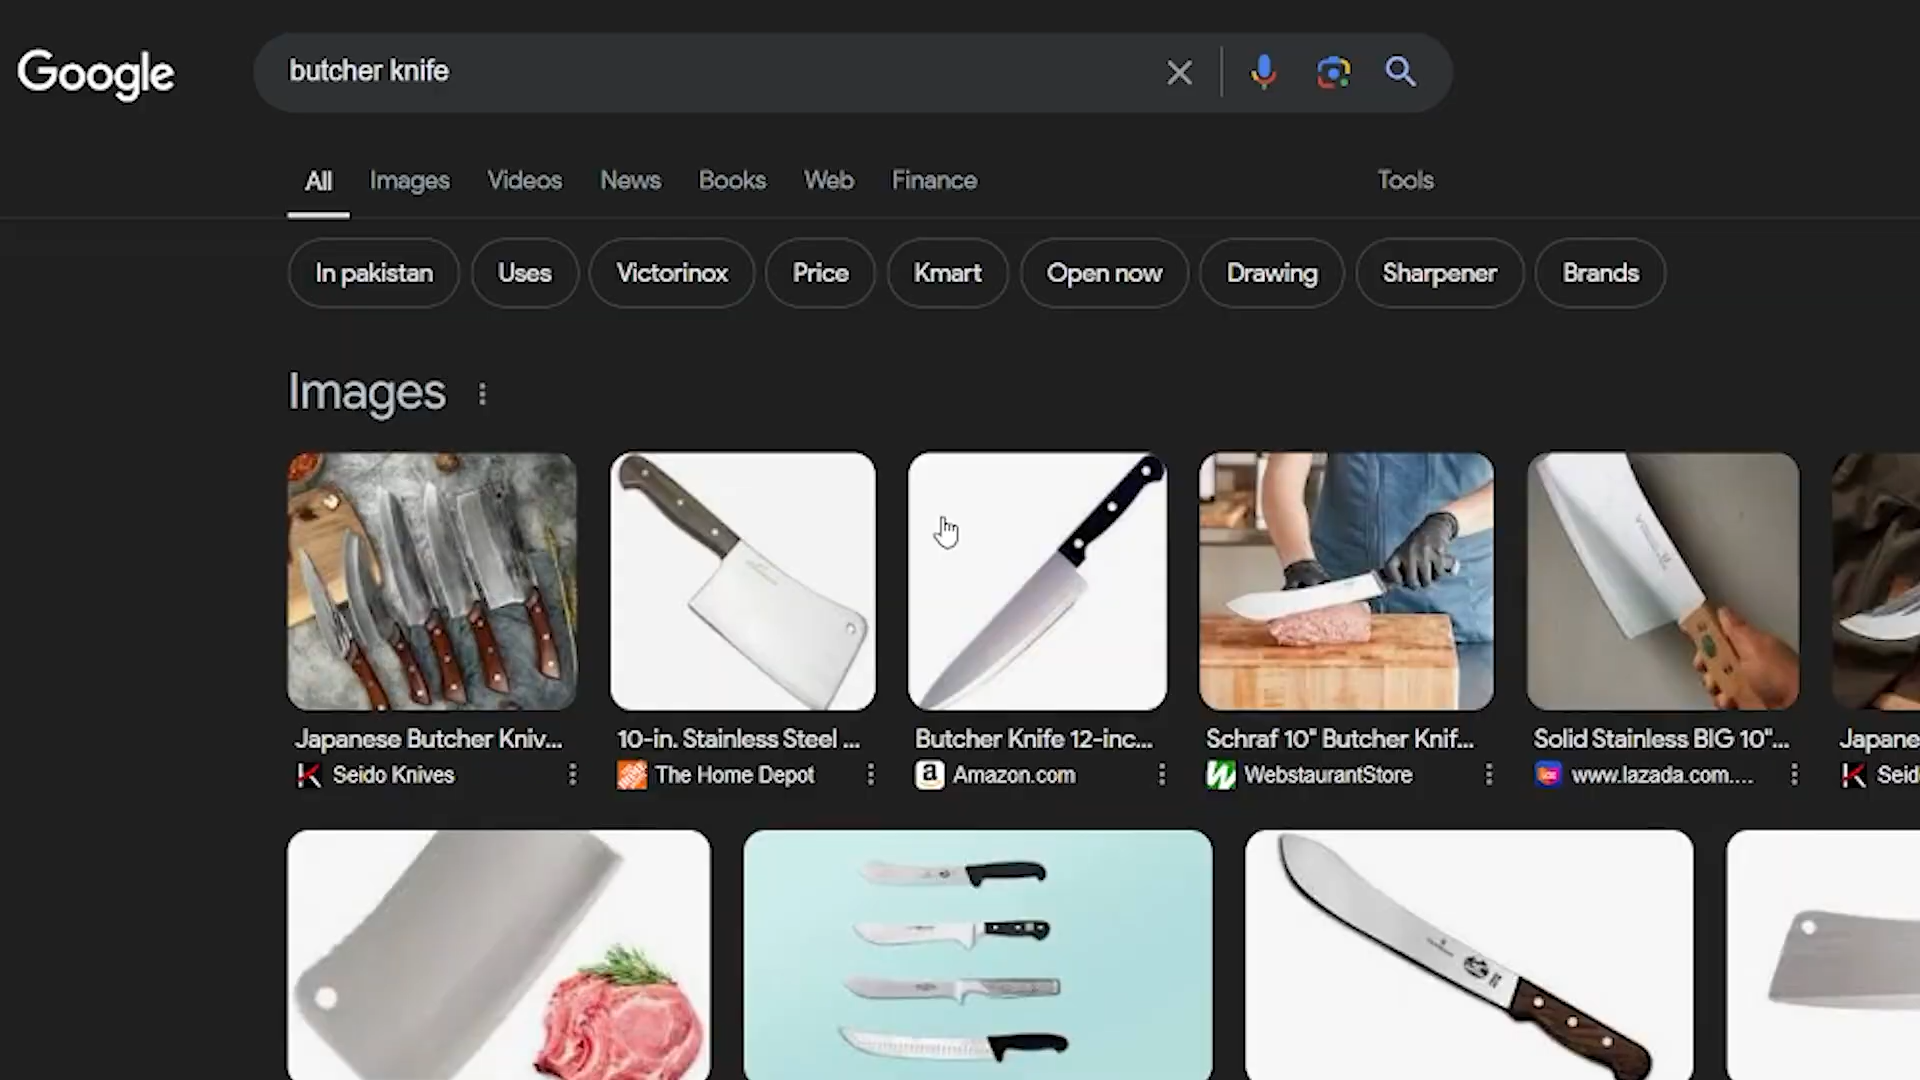 Google
butcher knife
All Images Videos News Books Web Finance Tools
In pakistan Uses Victorinox Price Kmart Open now Drawing Sharpener Brands
Images
Japanese Butcher Kniv... 10-in. Stainless Steel ... Butcher Knife 12-inc... Schraf 10" Butcher Knif... Solid Stainless BIG 10"... Japane
Seido Knives The Home Depot Amazon.com WebstaurantStore www.lazada.com.... Seid